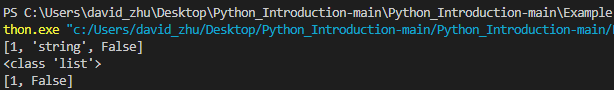 PS C:\Users\david_zhu\Desktop\Python_Introduction-main\Python_Introduction-main\Example
thon.exe "c:/Users/david_zhu/Desktop/Python_Introduction-main/Python_Introduction-main/
[1, 'string', False]
<class 'list'>
[1, False]